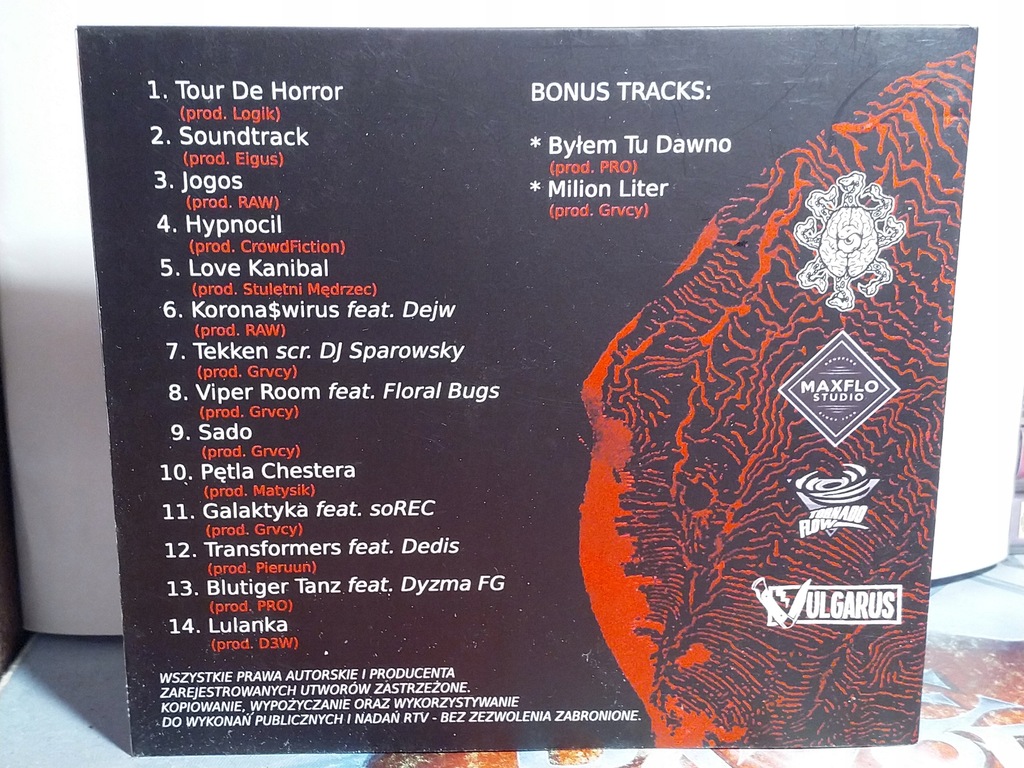 1. Tour De Horror
(prod. Logik)
2. Soundtrack
(prod. Eigus)
3. Jogos
(prod. RAW)
4. Hypnocil
(prod. CrowdFiction)
5. Love Kanibal
(prod. Stuletni Mędrzec)
6. Korona$wirus feat. Dejw
(prod. RAW)
7. Tekken scr. DJ Sparowsky
(prod. Grvcy)
8. Viper Room feat. Floral Bugs
(prod. Grvcy)
9. Sado
(prod. Grvcy)
10. Pętla Chestera
(prod. Matysik)
11. Galaktyka feat. soREC
(prod. Grvcy)
12. Transformers feat. Dedis
(prod. Pieruun)
13. Blutiger Tanz feat. Dyzma FG
(prod. PRO)
14. Lulanka
(prod. D3W)
BONUS TRACKS:
* Byłem Tu Dawno
(prod. PRO)
* Milion Liter
(prod. Grvcy)
MAXFLO
STUDIO
TORNADO
FLOW
VULGARUS
WSZYSTKIE PRAWA AUTORSKIE I PRODUCENTA
ZAREJESTROWANYCH UTWORÓW ZASTRZEŻONE.
KOPIOWANIE, WYPOŻYCZANIE ORAZ WYKORZYSTYWANIE
DO WYKONAŃ PUBLICZNYCH I NADAŃ RTV - BEZ ZEZWOLENIA ZABRONIONE.